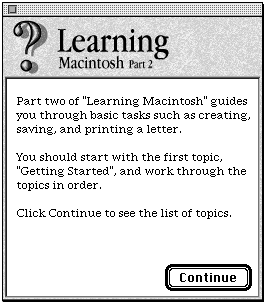 ?
Learning
Macintosh Part 2
Part two of "Learning Macintosh" guides
you through basic tasks such as creating,
saving, and printing a letter.
You should start with the first topic,
"Getting Started", and work through the
topics in order.
Click Continue to see the list of topics.
Continue